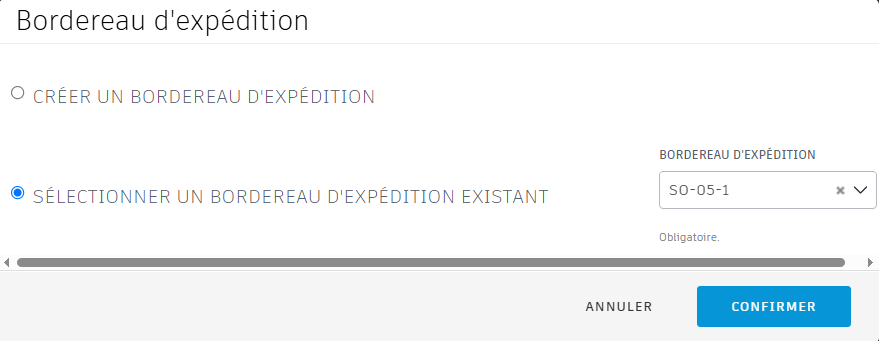 Bordereau d'expédition
CRÉER UN BORDEREAU D'EXPÉDITION
BORDEREAU D'EXPÉDITION
SÉLECTIONNER UN BORDEREAU D'EXPÉDITION EXISTANT
SO-05-1
Obligatoire.
ANNULER
CONFIRMER